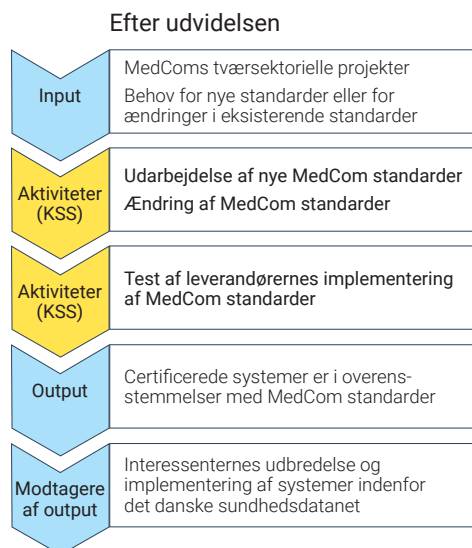 Efter udvidelsen
Input
MedComs tværsektorielle projekter
Behov for nye standarder eller for
ændringer i eksisterende standarder
Aktiviteter
(KSS)
Udarbejdelse af nye MedCom standarder
Ændring af MedCom standarder
Aktiviteter
(KSS)
Test af leverandørernes implementering
af MedCom standarder
Output
Certificerede systemer er i overens-
stemmelser med MedCom standarder
Modtagere
af output
Interessenternes udbredelse og
implementering af systemer indenfor
det danske sundhedsdatanet